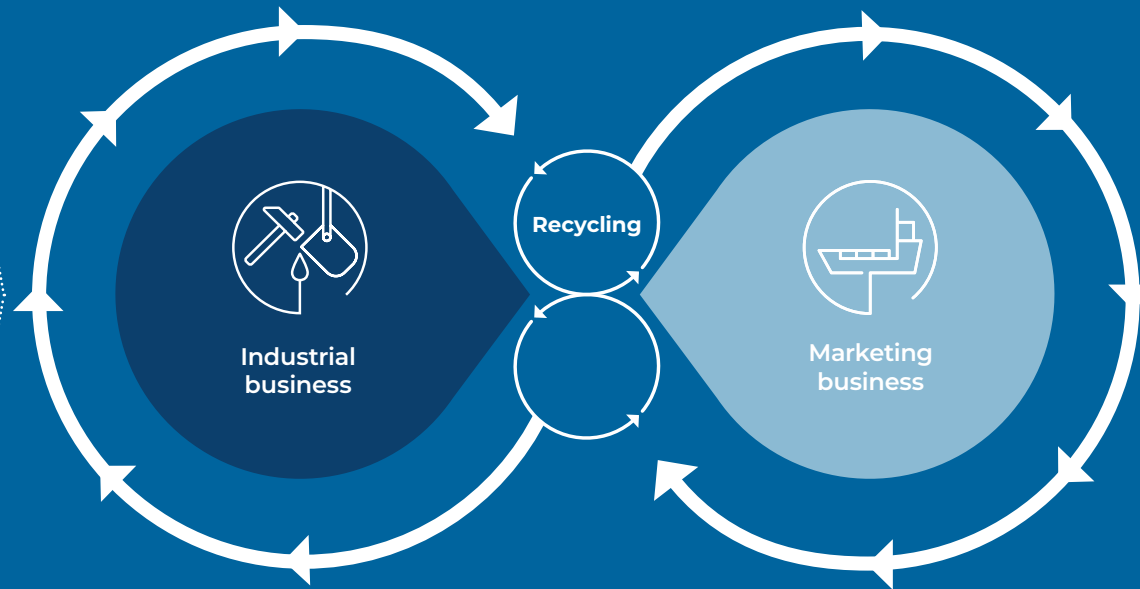 Recycling
Industrial
business
Marketing
business